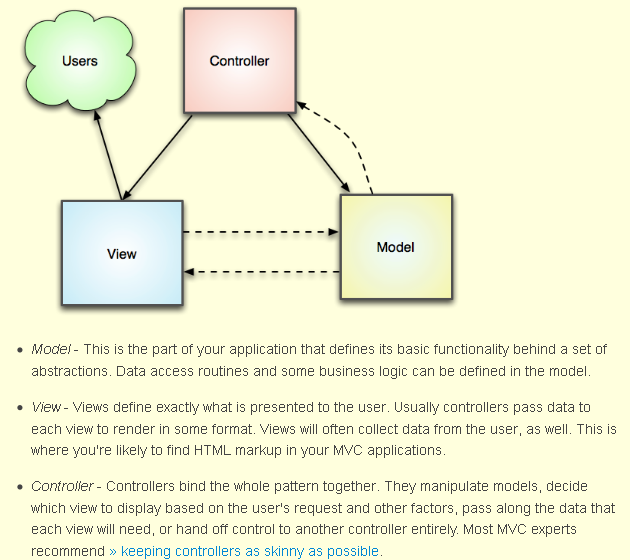 Users
Controller
View
Model
• Model - This is the part of your application that defines its basic functionality behind a set of
abstractions. Data access routines and some business logic can be defined in the model.
• View - Views define exactly what is presented to the user. Usually controllers pass data to
each view to render in some format. Views will often collect data from the user, as well. This is
where you're likely to find HTML markup in your MVC applications.
• Controller - Controllers bind the whole pattern together. They manipulate models, decide
which view to display based on the user's request and other factors, pass along the data that
each view will need, or hand off control to another controller entirely. Most MVC experts
recommend » keeping controllers as skinny as possible.